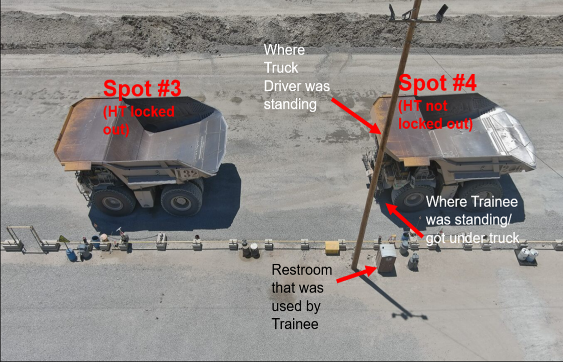 Where
Truck
Driver was
standing
Spot #3
(HT locked
out)
Spot #4
(HT not
locked out)
Where Trainee
was standing/
got under truck
Restroom
that was
used by
Trainee